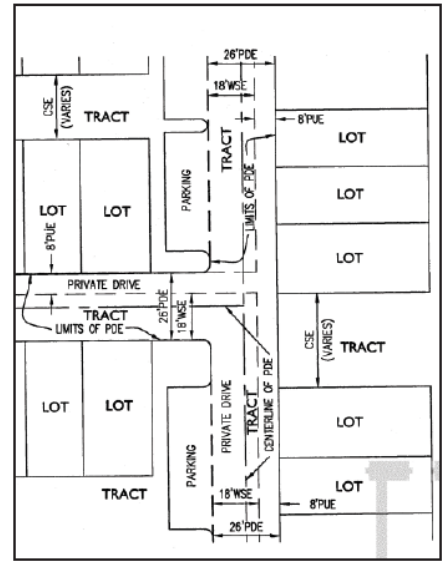 26'PDE
18'WSE
8'PUE
CSE
(VARIES)
TRACT
TRACT
LOT
LOT
LOT
LOT
LOT
PARKING
LIMITS OF PDE
8'PUE
PRIVATE DRIVE
TRACT
LIMITS OF PDE
26'PDE
18'WSE
CSE
(VARIES)
TRACT
LOT
LOT
PRIVATE DRIVE
TRACT
CENTERLINE OF PDE
LOT
PARKING
LOT
TRACT
18'WSE
8'PUE
26'PDE